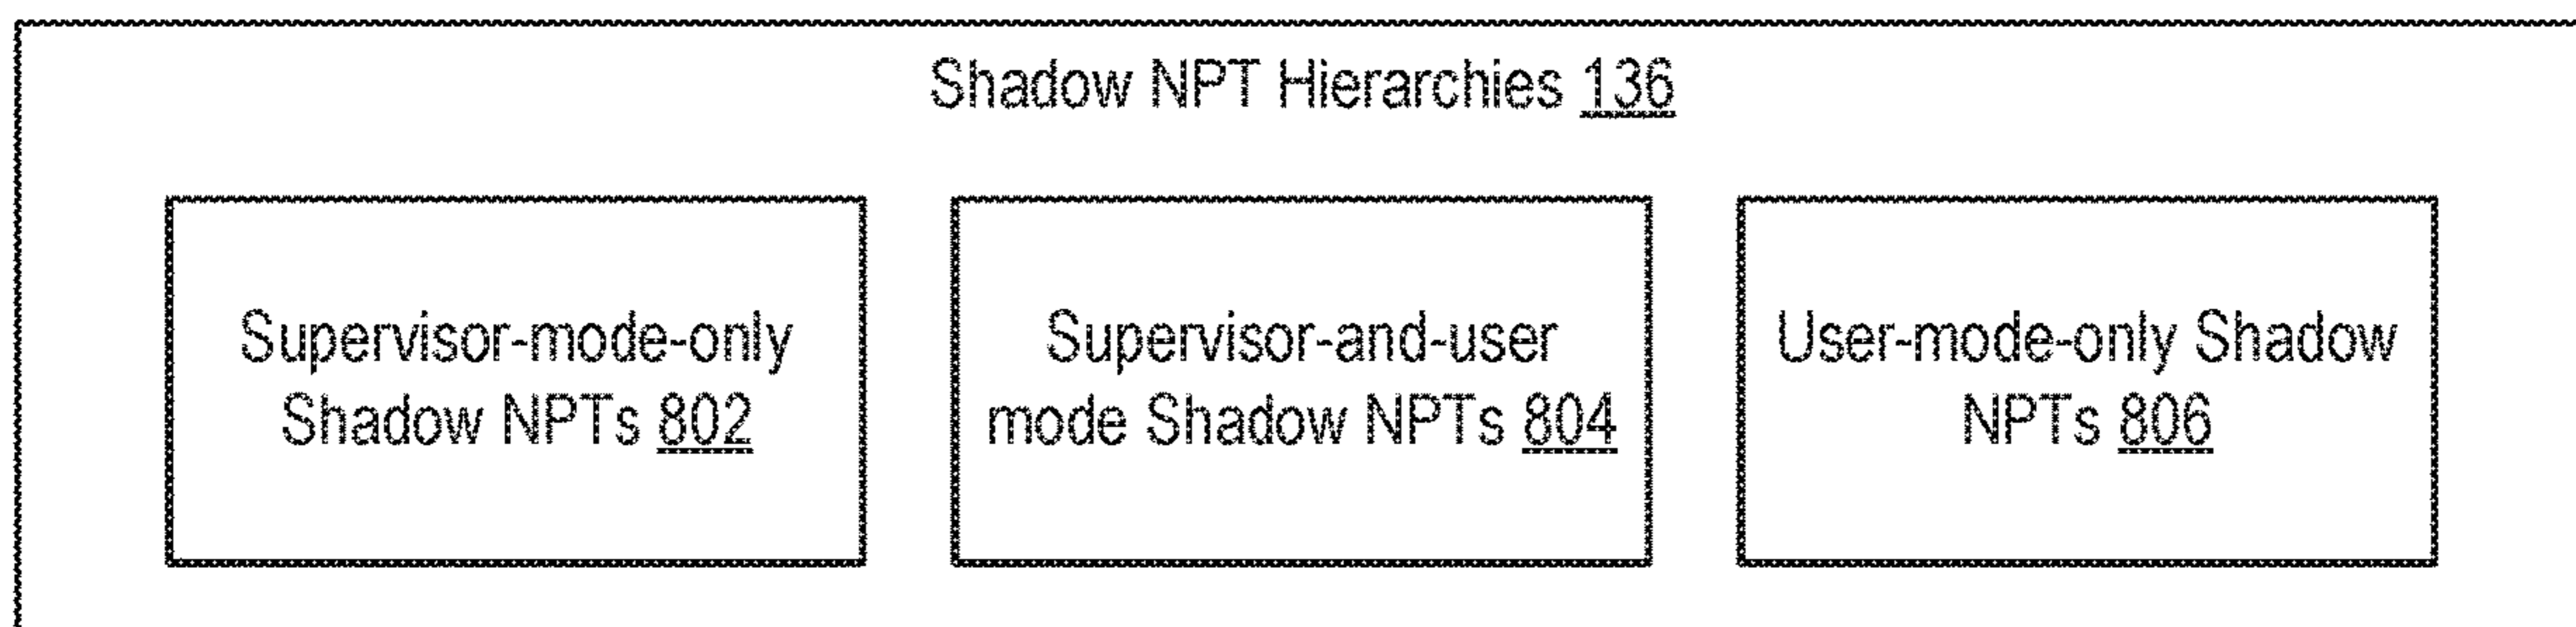 Shadow NPT Hierarchies 136
Supervisor-mode-only
Shadow NPTs 802
Supervisor-and-user
mode Shadow NPTs 804
User-mode-only Shadow
NPTs 806